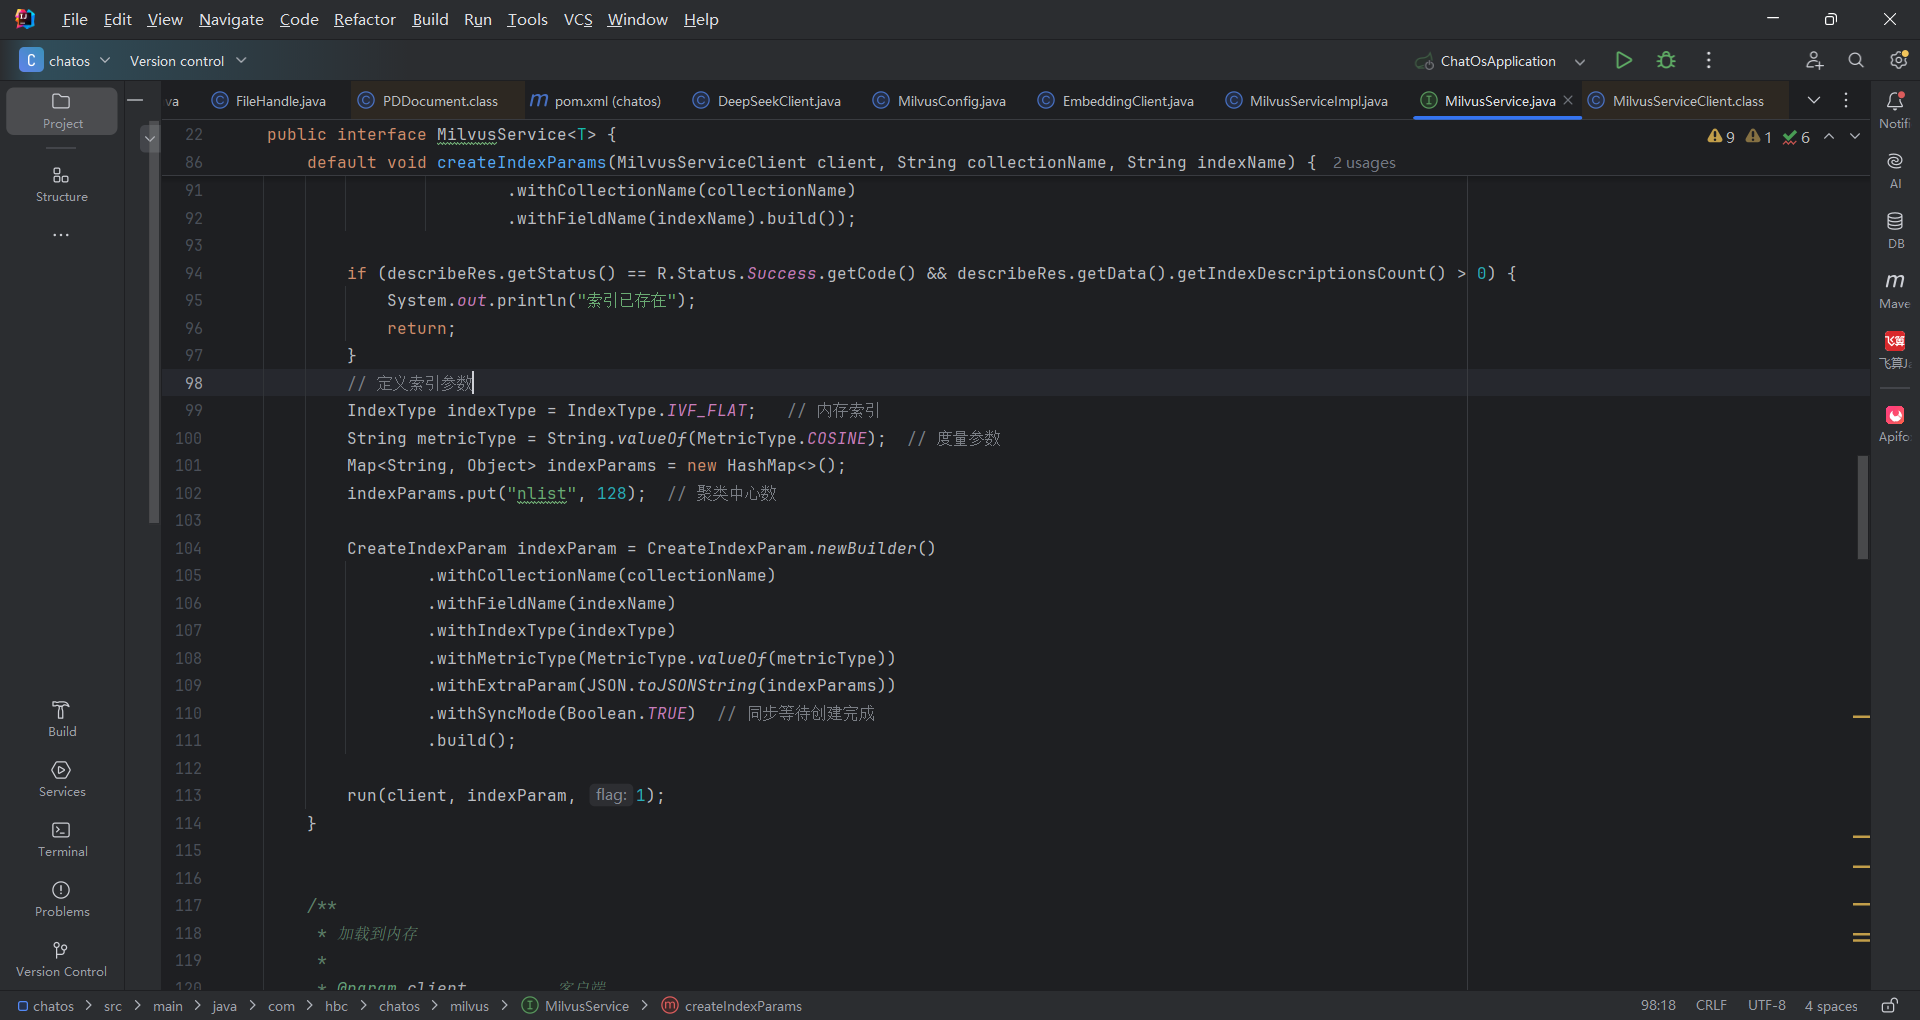 File Edit View Navigate Code Refactor Build Run Tools VCS Window Help
C chatos Version control ChatOsApplication
Project
Structure
Build
Services
Terminal
Problems
Version Control
va FileHandle.java PDDocument.class pom.xml (chatos) DeepSeekClient.java MilvusConfig.java EmbeddingClient.java MilvusServiceImpl.java MilvusService.java MilvusServiceClient.class
9 1 6
22 public interface MilvusService<T> {
86 default void createIndexParams(MilvusServiceClient client, String collectionName, String indexName) { 2 usages
91 .withCollectionName(collectionName)
92 .withFieldName(indexName).build());
93
94 if (describeRes.getStatus() == R.Status.Success.getCode() && describeRes.getData().getIndexDescriptionsCount() > 0) {
95 System.out.println("索引已存在");
96 return;
97 }
98 // 定义索引参数
99 IndexType indexType = IndexType.IVF_FLAT; // 内存索引
100 String metricType = String.valueOf(MetricType.COSINE); // 度量参数
101 Map<String, Object> indexParams = new HashMap<>();
102 indexParams.put("nlist", 128); // 聚类中心数
103
104 CreateIndexParam indexParam = CreateIndexParam.newBuilder()
105 .withCollectionName(collectionName)
106 .withFieldName(indexName)
107 .withIndexType(indexType)
108 .withMetricType(MetricType.valueOf(metricType))
109 .withExtraParam(JSON.toJSONString(indexParams))
110 .withSyncMode(Boolean.TRUE) // 同步等待创建完成
111 .build();
112
113 run(client, indexParam, flag: 1);
114 }
115
116
117 /**
118 * 加载到内存
119 *
120 * @param client 客户端
Notifi
AI
DB
m
Mave
飞算
飞算J
Apifo
chatos > src > main > java > com > hbc > chatos > milvus > MilvusService > createIndexParams
98:18 CRLF UTF-8 4 spaces